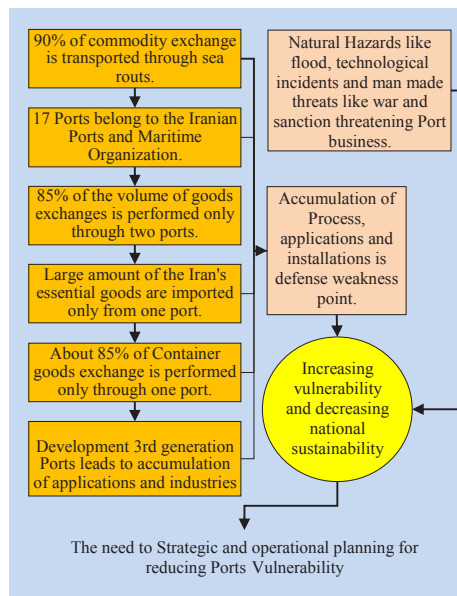 90% of commodity exchange
is transported through sea
routs.
17 Ports belong to the Iranian
Ports and Maritime
Organization.
85% of the volume of goods
exchanges is performed only
through two ports.
Large amount of the Iran's
essential goods are imported
only from one port.
About 85% of Container
goods exchange is performed
only through one port.
Development 3rd generation
Ports leads to accumulation
of applications and industries
Natural Hazards like
flood, technological
incidents and man made
threats like war and
sanction threatening Port
business.
Accumulation of
Process,
applications and
installations is
defense weakness
point.
Increasing
vulnerability
and decreasing
national
sustainability
The need to Strategic and operational planning for
reducing Ports Vulnerability